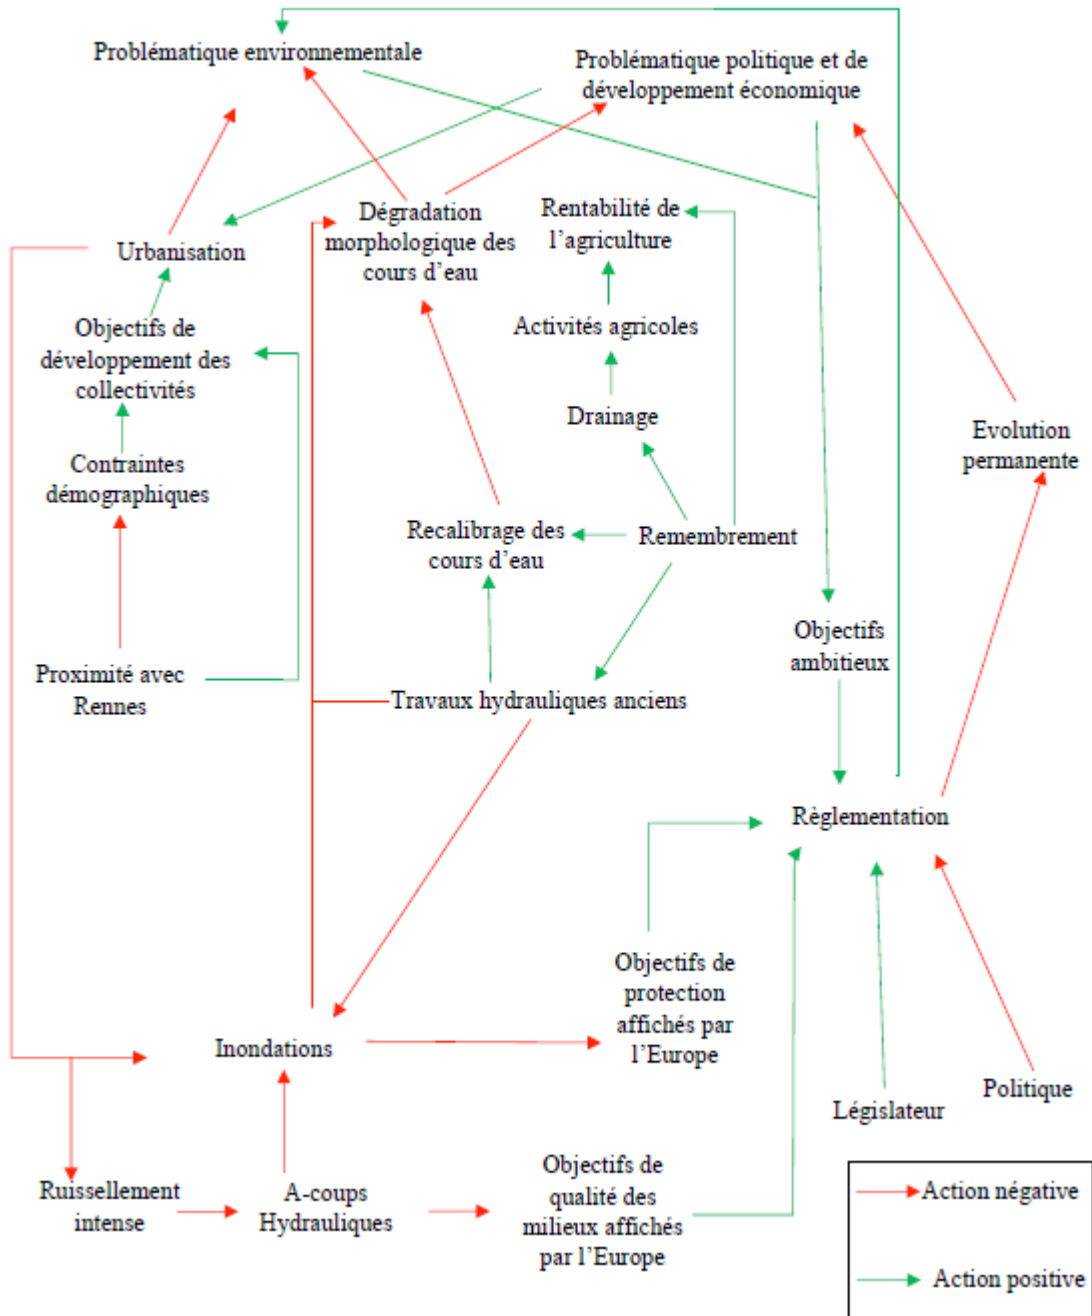 Problématique environnementale
Problématique politique et de
développement économique
Dégradation
morphologique des
cours d’eau
Rentabilité de
l’agriculture
Urbanisation
Objectifs de
développement des
collectivités
Activités agricoles
Drainage
Evolution
permanente
Contraintes
démographiques
Recalibrage des
cours d’eau
Remembrement
Objectifs
ambitieux
Proximité avec
Rennes
Travaux hydrauliques anciens
Règlementation
Objectifs de
protection
affichés par
l’Europe
Inondations
Politique
Législateur
Ruissellement
intense
A-coups
Hydrauliques
Objectifs de
qualité des
milieux affichés
par l’Europe
Action négative
Action positive